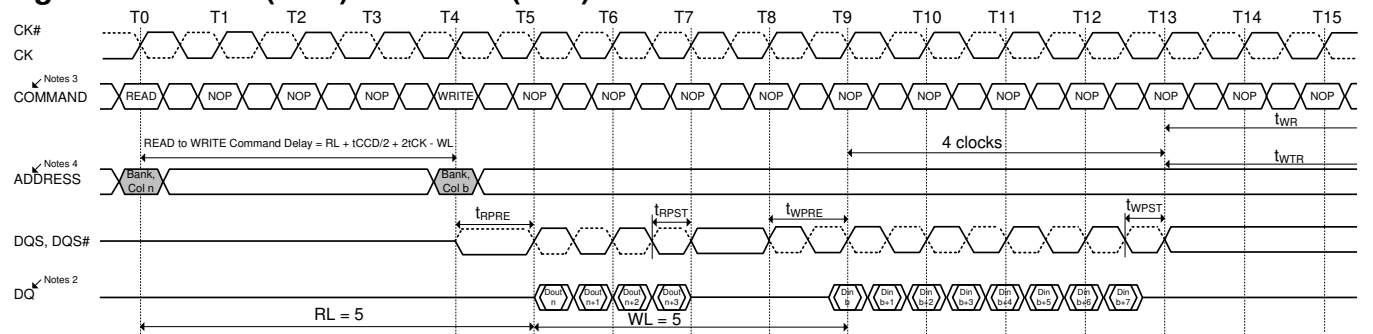 T0 T1 T2 T3 T4 T5 T6 T7 T8 T9 T10 T11 T12 T13 T14 T15
CK#
CK
Notes 3
COMMAND READ NOP NOP NOP WRITE NOP NOP NOP NOP NOP NOP NOP NOP NOP NOP NOP
tWR
READ to WRITE Command Delay = RL + tCCD/2 + 2tCK - WL
4 clocks
tWTR
Notes 4
ADDRESS
Bank, Col n
Bank, Col b
tRPRE tRPST tWPRE tWPST
DQS, DQS#
Notes 2
DQ
Dout n
Dout n+1
Dout n+2
Dout n+3
Din b
Din b+1
Din b+2
Din b+3
Din b+4
Din b+5
Din b+6
Din b+7
RL = 5
WL = 5